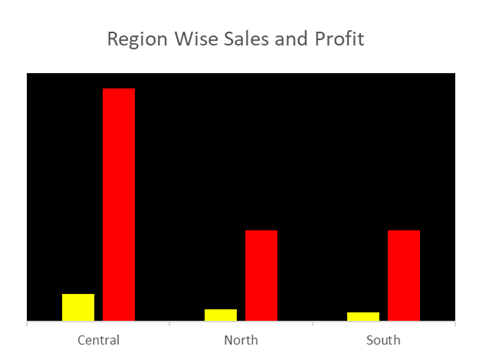 Region Wise Sales and Profit
Central North South